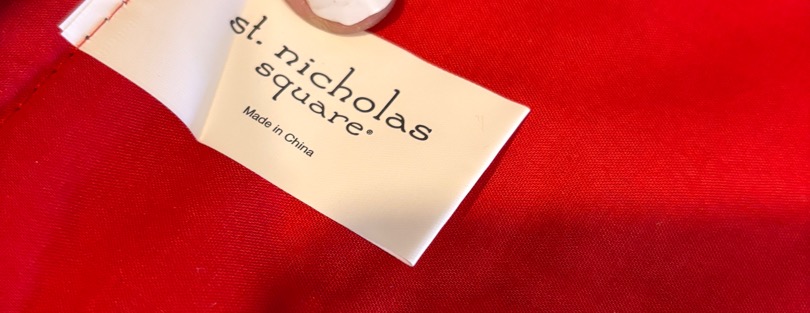 st. nicholas
square®
Made in China